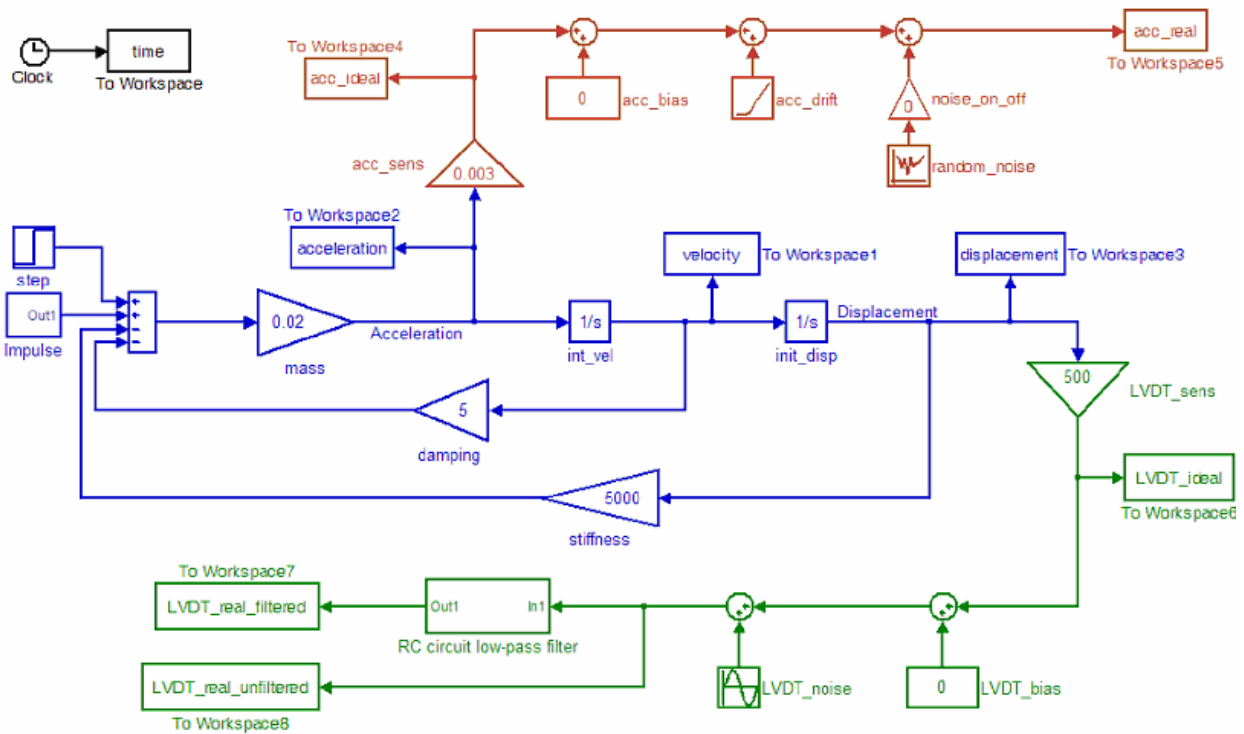 Clock
time
To Workspace
To Workspace4
acc_ideal
0
acc_bias
acc_drift
0
noise_on_off
random_noise
acc_real
To Workspace5
acc_sens
0.003
To Workspace2
acceleration
step
Out1
Impulse
+
+
-
-
0.02
mass
Acceleration
1/s
int_vel
velocity
To Workspace1
1/s
init_disp
Displacement
displacement
To Workspace3
5
damping
5000
stiffness
500
LVDT_sens
LVDT_ideal
To Workspace6
To Workspace7
LVDT_real_filtered
Out1
In1
RC circuit low-pass filter
LVDT_real_unfiltered
To Workspace8
LVDT_noise
0
LVDT_bias